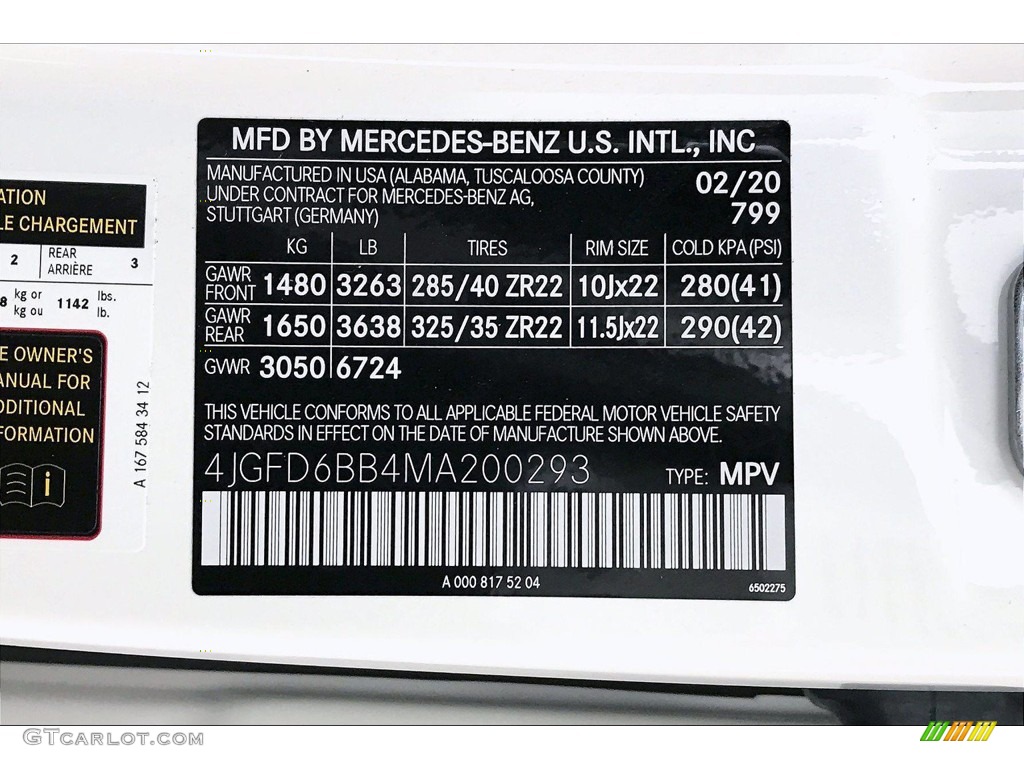 MFD BY MERCEDES-BENZ U.S. INTL., INC
MANUFACTURED IN USA (ALABAMA, TUSCALOOSA COUNTY)
UNDER CONTRACT FOR MERCEDES-BENZ AG,
STUTTGART (GERMANY)
02/20
799
KG LB TIRES RIM SIZE COLD KPA (PSI)
GAWR FRONT 1480 3263 285/40 ZR22 10Jx22 280(41)
GAWR REAR 1650 3638 325/35 ZR22 11.5Jx22 290(42)
GVWR 3050 6724
THIS VEHICLE CONFORMS TO ALL APPLICABLE FEDERAL MOTOR VEHICLE SAFETY
STANDARDS IN EFFECT ON THE DATE OF MANUFACTURE SHOWN ABOVE.
4JGFD6BB4MA200293 TYPE: MPV
A 000 817 52 04
6502275
ATION
LE CHARGEMENT
2 REAR ARRIÈRE 3
8 kg or kg ou 1142 lbs. lb.
E OWNER'S
ANUAL FOR
DDITIONAL
FORMATION
i
A 167 584 34 12
GTCarlot.com